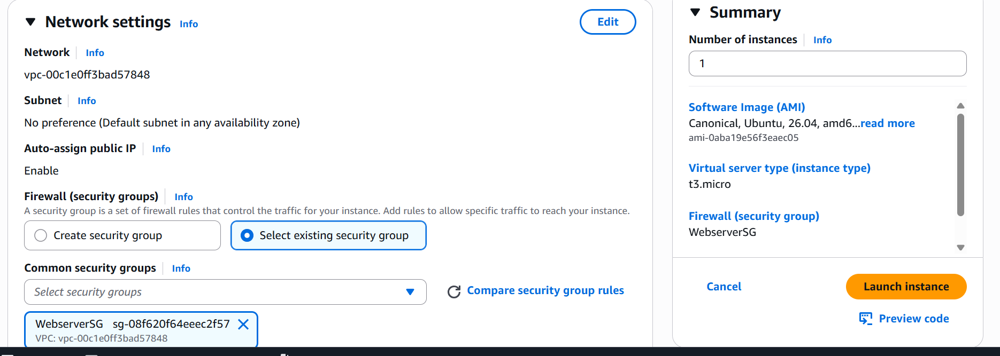 Network settings Info
Edit
Network Info
vpc-00c1e0ff3bad57848
Subnet Info
No preference (Default subnet in any availability zone)
Auto-assign public IP Info
Enable
Firewall (security groups) Info
A security group is a set of firewall rules that control the traffic for your instance. Add rules to allow specific traffic to reach your instance.
Create security group
Select existing security group
Common security groups Info
Select security groups
Compare security group rules
WebserverSG sg-08f620f64eeec2f57
VPC: vpc-00c1e0ff3bad57848
Summary
Number of instances Info
1
Software Image (AMI)
Canonical, Ubuntu, 26.04, amd6...read more
ami-0aba19e56f3eaec05
Virtual server type (instance type)
t3.micro
Firewall (security group)
WebserverSG
Cancel
Launch instance
Preview code